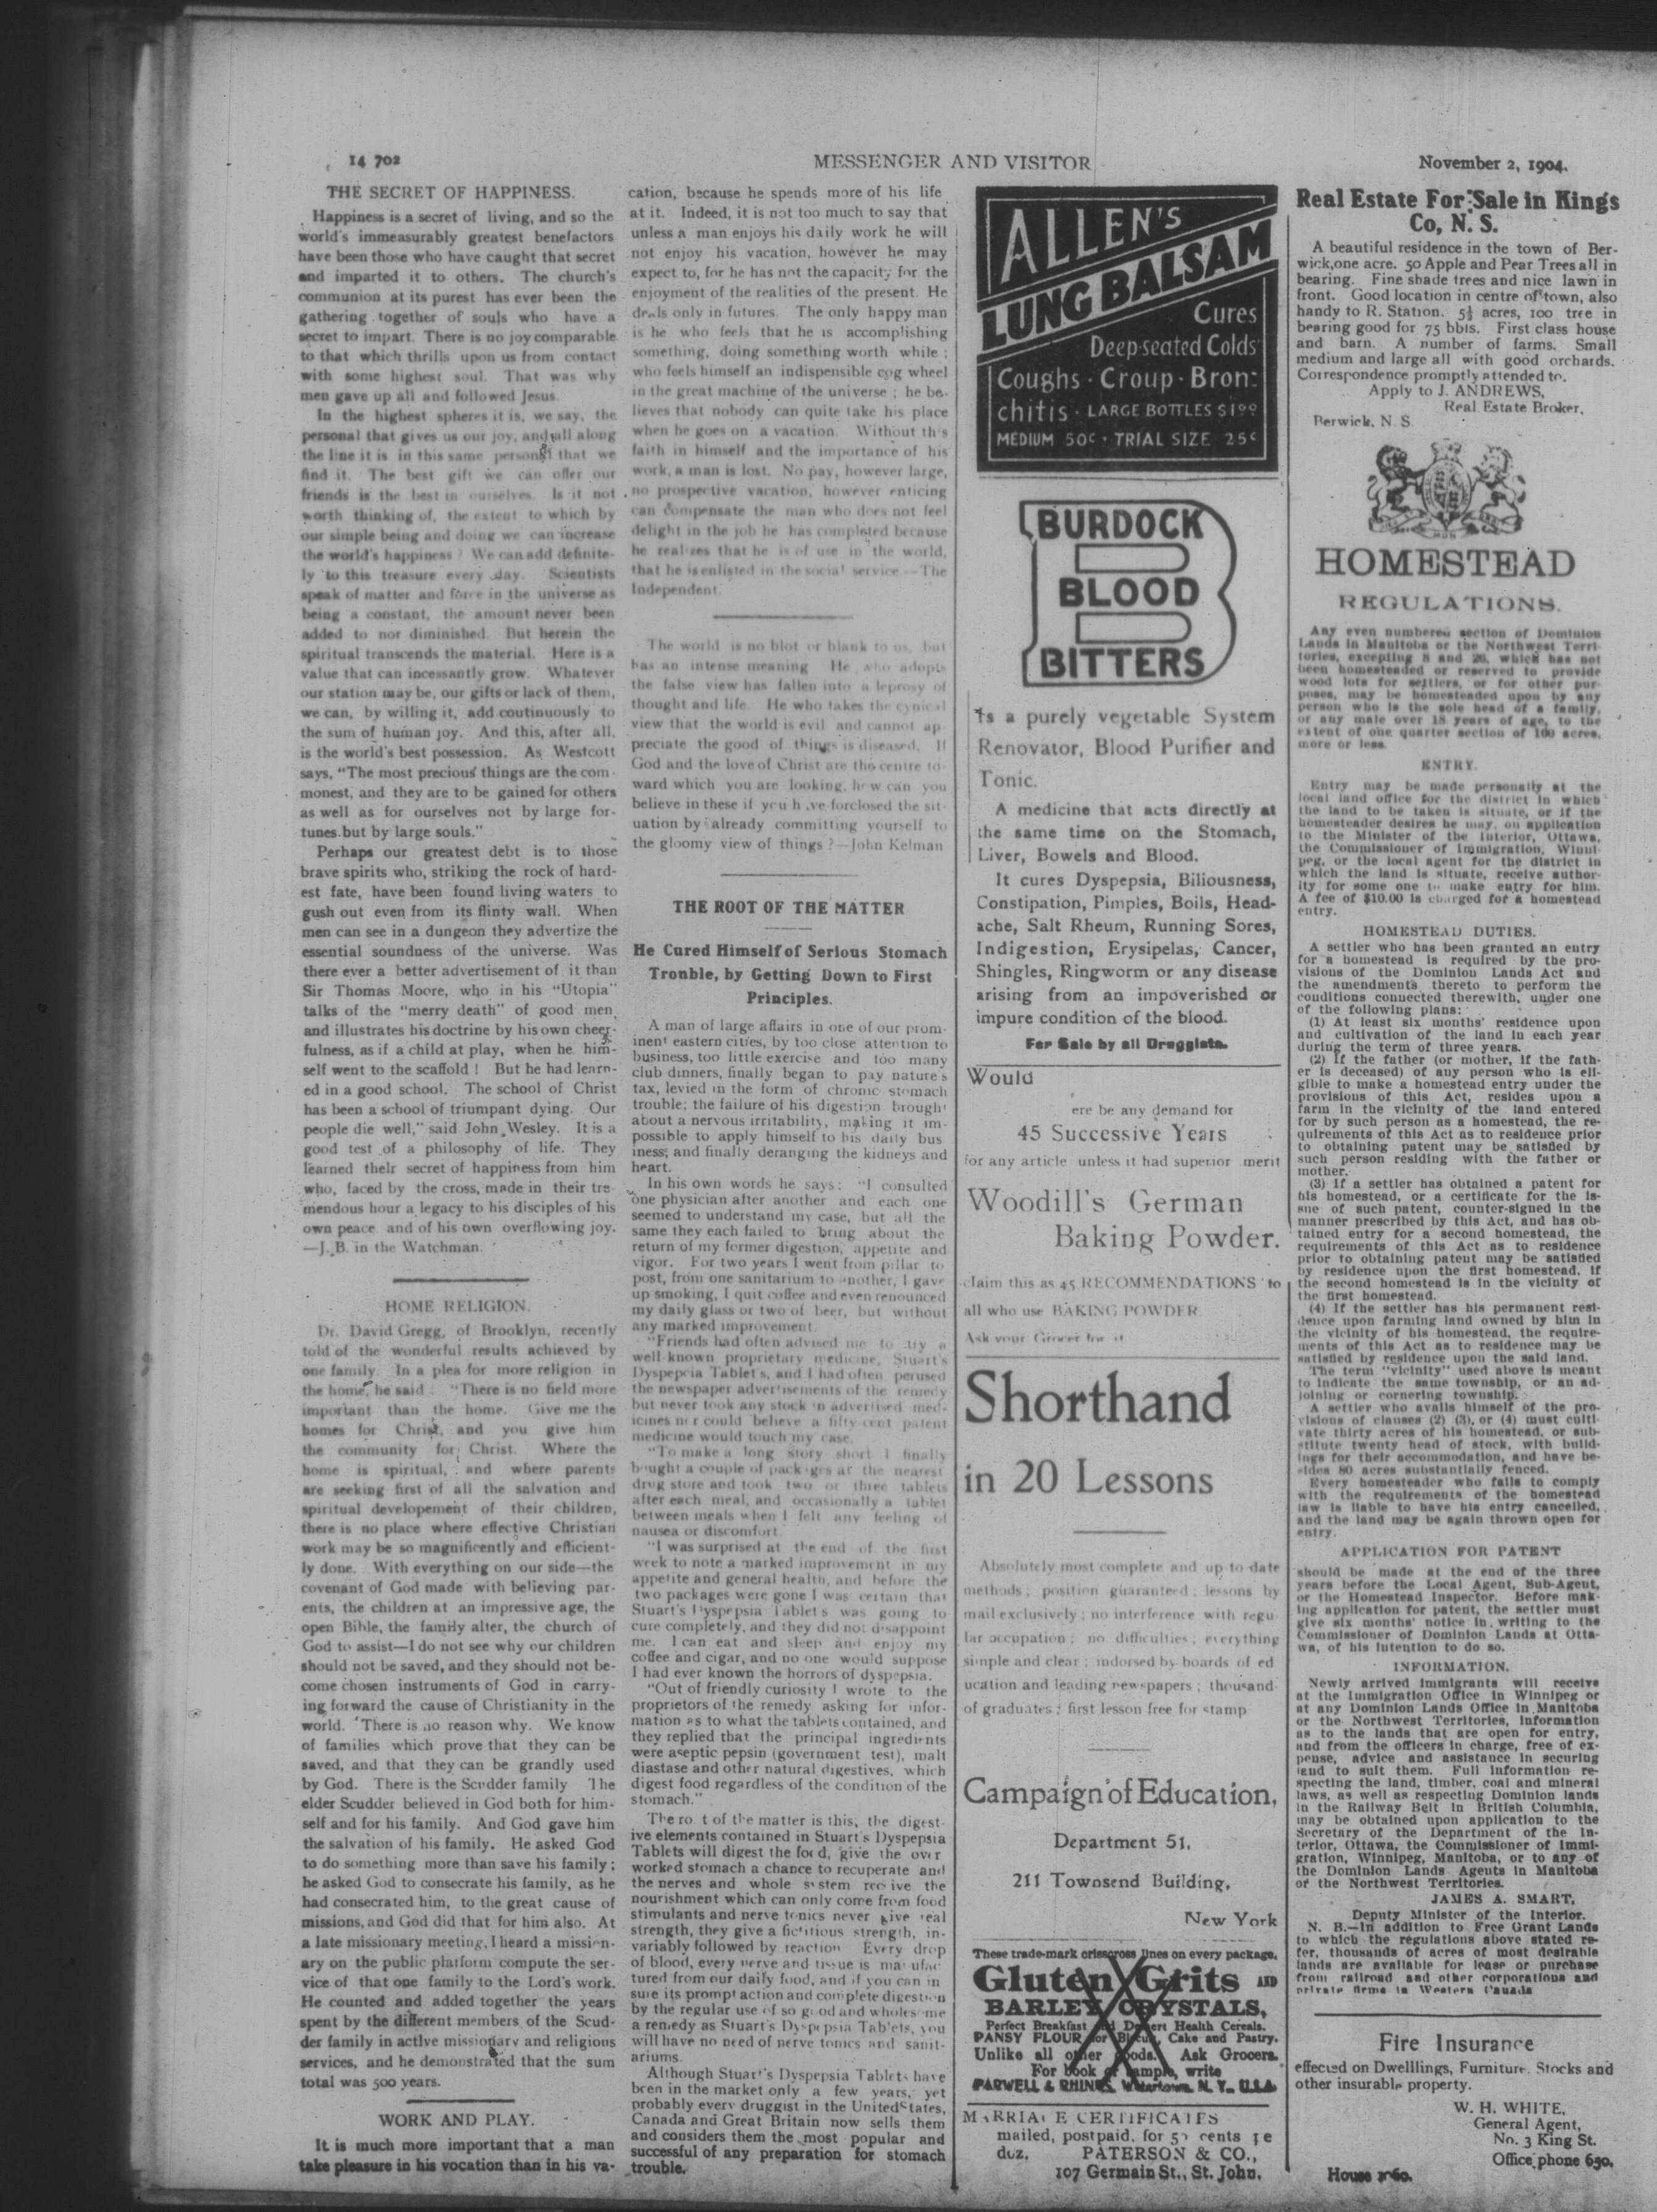 14 702
MESSENGER AND VISITOR
November 2, 1904.
THE SECRET OF HAPPINESS.
Happiness is a secret of living, and so the
world's immeasurably greatest benefactors
have been those who have caught that secret
and imparted it to others. The church's
communion at its purest has ever been the
gathering together of souls who have a
secret to impart. There is no joy comparable
to that which thrills upon us from contact
with some highest soul. That was why
men gave up all and followed Jesus.
In the highest spheres it is, we say, the
personal that gives us our joy, and all along
the line it is in this same personal that we
find it. The best gift we can offer our
friends is the best in ourselves. Is it not
worth thinking of, the extent to which by
our simple being and doing we can increase
the world's happiness? We can add definite-
ly to this treasure every day. Scientists
speak of matter and force in the universe as
being a constant, the amount never been
added to nor diminished. But herein the
spiritual transcends the material. Here is a
value that can incessantly grow. Whatever
our station may be, our gifts or lack of them,
we can, by willing it, add coutinuously to
the sum of human joy. And this, after all,
is the world's best possession. As Westcott
says, "The most precious things are the com-
monest, and they are to be gained for others
as well as for ourselves not by large for-
tunes.but by large souls."
Perhaps our greatest debt is to those
brave spirits who, striking the rock of hard-
est fate, have been found living waters to
gush out even from its flinty wall. When
men can see in a dungeon they advertize the
essential soundness of the universe. Was
there ever a better advertisement of it than
Sir Thomas Moore, who in his "Utopia"
talks of the "merry death" of good men
and illustrates his doctrine by his own cheer-
fulness, as if a child at play, when he him-
self went to the scaffold! But he had learn-
ed in a good school. The school of Christ
has been a school of triumpant dying. Our
people die well," said John Wesley. It is a
good test of a philosophy of life. They
learned their secret of happiness from him
who, faced by the cross, made in their tre-
mendous hour a legacy to his disciples of his
own peace and of his own overflowing joy.
—J. B. in the Watchman.
HOME RELIGION.
Dr. David Gregg, of Brooklyn, recently
told of the wonderful results achieved by
one family. In a plea for more religion in
the home, he said: "There is no field more
important than the home. Give me the
homes for Christ, and you give him
the community for Christ. Where the
home is spiritual, and where parents
are seeking first of all the salvation and
spiritual developement of their children,
there is no place where effective Christian
work may be so magnificently and efficient-
ly done. With everything on our side—the
covenant of God made with believing par-
ents, the children at an impressive age, the
open Bible, the family alter, the church of
God to assist—I do not see why our children
should not be saved, and they should not be-
come chosen instruments of God in carry-
ing forward the cause of Christianity in the
world. There is no reason why. We know
of families which prove that they can be
saved, and that they can be grandly used
by God. There is the Scudder family The
elder Scudder believed in God both for him-
self and for his family. And God gave him
the salvation of his family. He asked God
to do something more than save his family;
he asked God to consecrate his family, as he
had consecrated him, to the great cause of
missions, and God did that for him also. At
a late missionary meeting, I heard a mission-
ary on the public platform compute the ser-
vice of that one family to the Lord's work.
He counted and added together the years
spent by the different members of the Scud-
der family in active missionary and religious
services, and he demonstrated that the sum
total was 500 years.
WORK AND PLAY.
It is much more important that a man
take pleasure in his vocation than in his va-
cation, because he spends more of his life
at it. Indeed, it is not too much to say that
unless a man enjoys his daily work he will
not enjoy his vacation, however he may
expect to, for he has not the capacity for the
enjoyment of the realities of the present. He
deals only in futures. The only happy man
is he who feels that he is accomplishing
something, doing something worth while;
who feels himself an indispensible cog wheel
in the great machine of the universe; he be-
lieves that nobody can quite take his place
when he goes on a vacation. Without this
faith in himself and the importance of his
work, a man is lost. No pay, however large,
no prospective vacation, however enticing
can compensate the man who does not feel
delight in the job he has completed because
he realizes that he is of use in the world,
that he is enlisted in the social service.—The
Independent.
The world is no blot or blank to us, but
has an intense meaning He who adopts
the false view has fallen into a leprosy of
thought and life. He who takes the cynical
view that the world is evil and cannot ap-
preciate the good of things is diseased. If
God and the love of Christ are the centre to-
ward which you are looking, how can you
believe in these if you have forclosed the sit-
uation by already committing yourself to
the gloomy view of things?—John Kelman
THE ROOT OF THE MATTER
He Cured Himself of Serious Stomach
Trouble, by Getting Down to First
Principles.
A man of large affairs in one of our prom-
inent eastern cities, by too close attention to
business, too little exercise and too many
club dinners, finally began to pay nature's
tax, levied in the form of chronic stomach
trouble; the failure of his digestion brought
about a nervous irritability, making it im-
possible to apply himself to his daily bus
iness, and finally deranging the kidneys and
heart.
In his own words he says: "I consulted
one physician after another and each one
seemed to understand my case, but all the
same they each failed to bring about the
return of my former digestion, appetite and
vigor. For two years I went from pillar to
post, from one sanitarium to another, I gave
up smoking, I quit coffee and even renounced
my daily glass or two of beer, but without
any marked improvement.
"Friends had often advised me to try a
well known proprietary medicine, Stuart's
Dyspepcia Tablets, and I had often perused
the newspaper advertisements of the remedy
but never took any stock in advertised med-
icines nor could believe a fifty-cent patent
medicine would touch my case.
"To make a long story short I finally
bought a couple of packages at the nearest
drug store and took two or three tablets
after each meal, and occasionally a tablet
between meals when I felt any feeling of
nausea or discomfort.
"I was surprised at the end of the first
week to note a marked improvement in my
appetite and general health, and before the
two packages were gone I was certain that
Stuart's Dyspepsia Tablets was going to
cure completely, and they did not disappoint
me. I can eat and sleep and enjoy my
coffee and cigar, and no one would suppose
I had ever known the horrors of dyspepsia.
"Out of friendly curiosity I wrote to the
proprietors of the remedy asking for infor-
mation as to what the tablets contained, and
they replied that the principal ingredients
were aseptic pepsin (government test), malt
diastase and other natural digestives, which
digest food regardless of the condition of the
stomach."
The root of the matter is this, the digest-
ive elements contained in Stuart's Dyspepsia
Tablets will digest the food, give the over
worked stomach a chance to recuperate and
the nerves and whole system receive the
nourishment which can only come from food
stimulants and nerve tonics never give real
strength, they give a fictitious strength, in-
variably followed by reaction Every drop
of blood, every nerve and tissue is manufac
tured from our daily food, and if you can in
sure its prompt action and complete digestion
by the regular use of so good and wholesome
a remedy as Stuart's Dyspepsia Tablets, you
will have no need of nerve tonics and sanit-
ariums.
Although Stuart's Dyspepsia Tablets have
been in the market only a few years, yet
probably every druggist in the United States,
Canada and Great Britain now sells them
and considers them the most popular and
successful of any preparation for stomach
trouble.
ALLEN'S
LUNG BALSAM
Cures
Deep-seated Colds
Coughs · Croup · Bron-
chitis · LARGE BOTTLES $1.00
MEDIUM 50c · TRIAL SIZE 25c
BURDOCK
BLOOD
BITTERS
Is a purely vegetable System
Renovator, Blood Purifier and
Tonic.
A medicine that acts directly at
the same time on the Stomach,
Liver, Bowels and Blood.
It cures Dyspepsia, Biliousness,
Constipation, Pimples, Boils, Head-
ache, Salt Rheum, Running Sores,
Indigestion, Erysipelas, Cancer,
Shingles, Ringworm or any disease
arising from an impoverished or
impure condition of the blood.
For Sale by all Druggists.
Would
ere be any demand for
45 Successive Years
for any article unless it had superior merit
Woodill's German
Baking Powder.
claim this as 45 RECOMMENDATIONS to
all who use BAKING POWDER.
Ask your Grocer for it
Shorthand
in 20 Lessons
Absolutely most complete and up to date
methods; position guaranteed; lessons by
mail exclusively; no interference with regu
lar occupation; no difficulties; everything
simple and clear; indorsed by boards of ed
ucation and leading newspapers; thousand
of graduates; first lesson free for stamp
Campaign of Education,
Department 51,
211 Townsend Building,
New York
These trade-mark crisscross lines on every package.
Gluten Grits AND
BARLEY CRYSTALS,
Perfect Breakfast and Dessert Health Cereals.
PANSY FLOUR for Biscuit, Cake and Pastry.
Unlike all other goods. Ask Grocers.
For book or sample, write
FARWELL & RHINES, Watertown, N. Y., U.S.A.
MARRIAGE CERTIFICATES
mailed, postpaid, for 50 cents pe
doz. PATERSON & CO.,
107 Germain St., St. John.
Real Estate For Sale in Kings
Co, N. S.
A beautiful residence in the town of Ber-
wick,one acre. 50 Apple and Pear Trees all in
bearing. Fine shade trees and nice lawn in
front. Good location in centre of town, also
handy to R. Station. 5½ acres, 100 tree in
bearing good for 75 bbls. First class house
and barn. A number of farms. Small
medium and large all with good orchards.
Correspondence promptly attended to.
Apply to J. ANDREWS,
Real Estate Broker,
Berwick, N. S.
HOMESTEAD
REGULATIONS.
Any even numbered section of Dominion
Lands in Manitoba or the Northwest Terri-
tories, excepting 8 and 26, which has not
been homesteaded or reserved to provide
wood lots for settlers, or for other pur-
poses, may be homesteaded upon by any
person who is the sole head of a family,
or any male over 18 years of age, to the
extent of one quarter section of 160 acres,
more or less.
ENTRY.
Entry may be made personally at the
local land office for the district in which
the land to be taken is situate, or if the
homesteader desires he may, on application
to the Minister of the Interior, Ottawa,
the Commissioner of Immigration, Winni-
peg, or the local agent for the district in
which the land is situate, receive author-
ity for some one to make entry for him.
A fee of $10.00 is charged for a homestead
entry.
HOMESTEAD DUTIES.
A settler who has been granted an entry
for a homestead is required by the pro-
visions of the Dominion Lands Act and
the amendments thereto to perform the
conditions connected therewith, under one
of the following plans:
(1) At least six months' residence upon
and cultivation of the land in each year
during the term of three years.
(2) If the father (or mother, if the fath-
er is deceased) of any person who is eli-
gible to make a homestead entry under the
provisions of this Act, resides upon a
farm in the vicinity of the land entered
for by such person as a homestead, the re-
quirements of this Act as to residence prior
to obtaining patent may be satisfied by
such person residing with the father or
mother.
(3) If a settler has obtained a patent for
his homestead, or a certificate for the is-
sue of such patent, counter-signed in the
manner prescribed by this Act, and has ob-
tained entry for a second homestead, the
requirements of this Act as to residence
prior to obtaining patent may be satisfied
by residence upon the first homestead, if
the second homestead is in the vicinity of
the first homestead.
(4) If the settler has his permanent resi-
dence upon farming land owned by him in
the vicinity of his homestead, the require-
ments of this Act as to residence may be
satisfied by residence upon the said land.
The term "vicinity" used above is meant
to indicate the same township, or an ad-
joining or cornering township.
A settler who avails himself of the pro-
visions of clauses (2) (3), or (4) must culti
vate thirty acres of his homestead, or sub-
stitute twenty head of stock, with build-
ings for their accommodation, and have be-
sides 80 acres substantially fenced.
Every homesteader who fails to comply
with the requirements of the homestead
law is liable to have his entry cancelled,
and the land may be again thrown open for
entry.
APPLICATION FOR PATENT
should be made at the end of the three
years before the Local Agent, Sub-Agent,
or the Homestead Inspector. Before mak-
ing application for patent, the settler must
give six months' notice in writing to the
Commissioner of Dominion Lands at Otta-
wa, of his intention to do so.
INFORMATION.
Newly arrived immigrants will receive
at the Immigration Office in Winnipeg or
at any Dominion Lands Office in Manitoba
or the Northwest Territories, information
as to the lands that are open for entry,
and from the officers in charge, free of ex-
pense, advice and assistance in securing
land to suit them. Full information re-
specting the land, timber, coal and mineral
laws, as well as respecting Dominion lands
in the Railway Belt in British Columbia,
may be obtained upon application to the
Secretary of the Department of the In-
terior, Ottawa, the Commissioner of Immi-
gration, Winnipeg, Manitoba, or to any of
the Dominion Lands Agents in Manitoba
or the Northwest Territories.
JAMES A. SMART,
Deputy Minister of the Interior.
N. B.—In addition to Free Grant Lands
to which the regulations above stated re-
fer, thousands of acres of most desirable
lands are available for lease or purchase
from railroad and other corporations and
private firms in Western Canada
Fire Insurance
effected on Dwelllings, Furniture, Stocks and
other insurable property.
W. H. WHITE,
General Agent,
No. 3 King St.
Office phone 650.
House